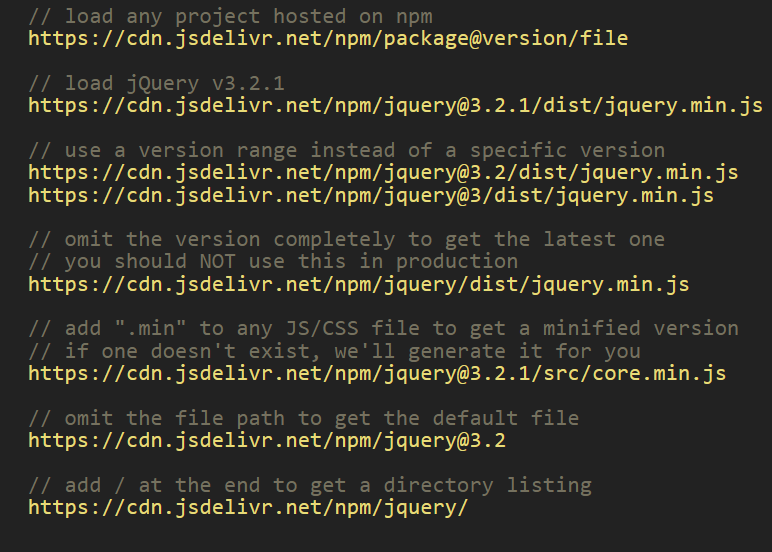 // load any project hosted on npm
https://cdn.jsdelivr.net/npm/package@version/file
// load jQuery v3.2.1
https://cdn.jsdelivr.net/npm/jquery@3.2.1/dist/jquery.min.js
// use a version range instead of a specific version
https://cdn.jsdelivr.net/npm/jquery@3.2/dist/jquery.min.js
https://cdn.jsdelivr.net/npm/jquery@3/dist/jquery.min.js
// omit the version completely to get the latest one
// you should NOT use this in production
https://cdn.jsdelivr.net/npm/jquery/dist/jquery.min.js
// add ".min" to any JS/CSS file to get a minified version
// if one doesn't exist, we'll generate it for you
https://cdn.jsdelivr.net/npm/jquery@3.2.1/src/core.min.js
// omit the file path to get the default file
https://cdn.jsdelivr.net/npm/jquery@3.2
// add / at the end to get a directory listing
https://cdn.jsdelivr.net/npm/jquery/